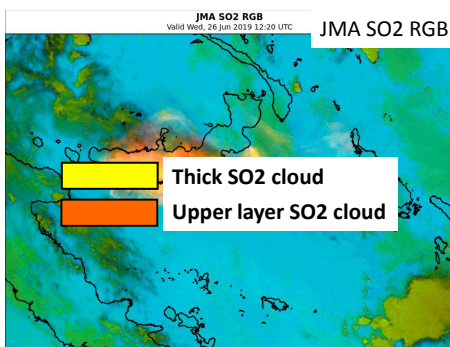 JMA SO2 RGB
Valid Wed, 26 Jun 2019 12:20 UTC
JMA SO2 RGB
Thick SO2 cloud
Upper layer SO2 cloud